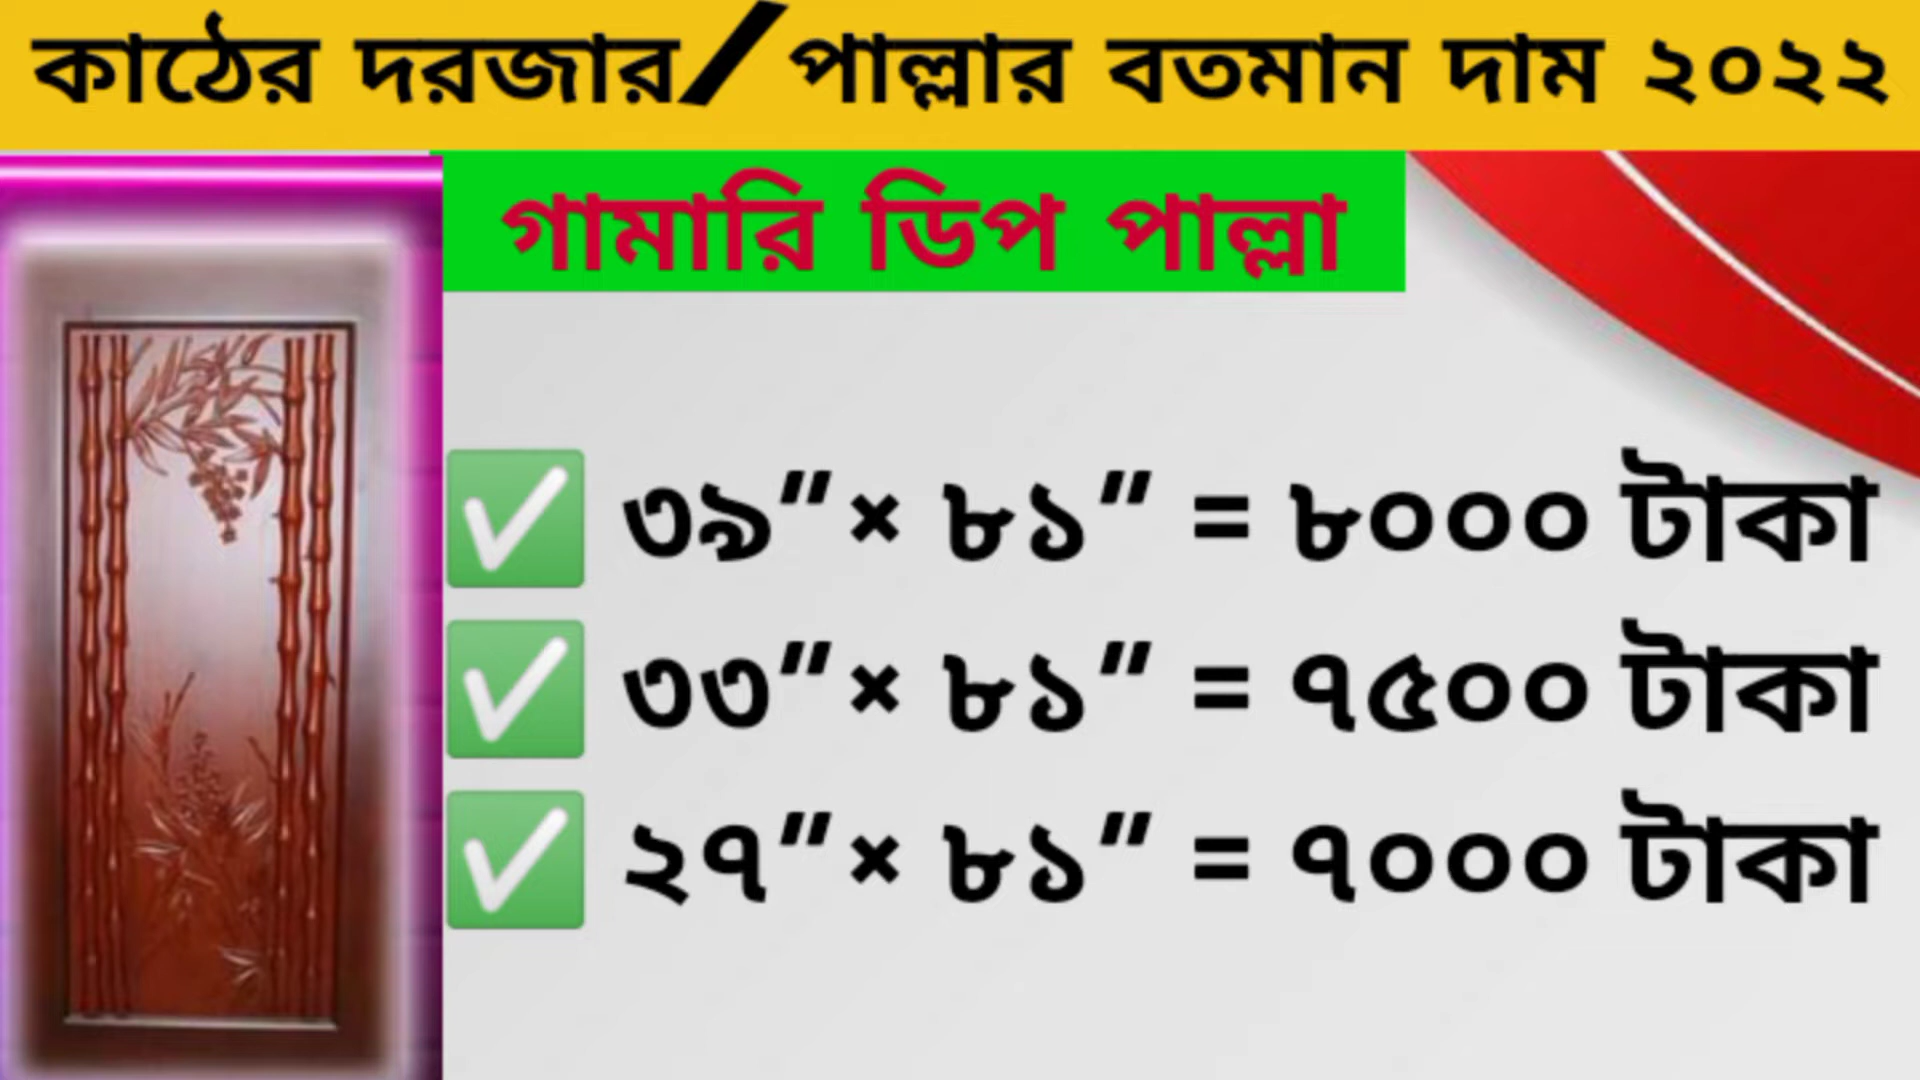 কাঠের দরজার/পাল্লার বতমান দাম ২০২২
গামারি ডিপ পাল্লা
✅ ৩৯"× ৮১" = ৮০০০ টাকা
✅ ৩৩"× ৮১" = ৭৫০০ টাকা
✅ ২৭"× ৮১" = ৭০০০ টাকা